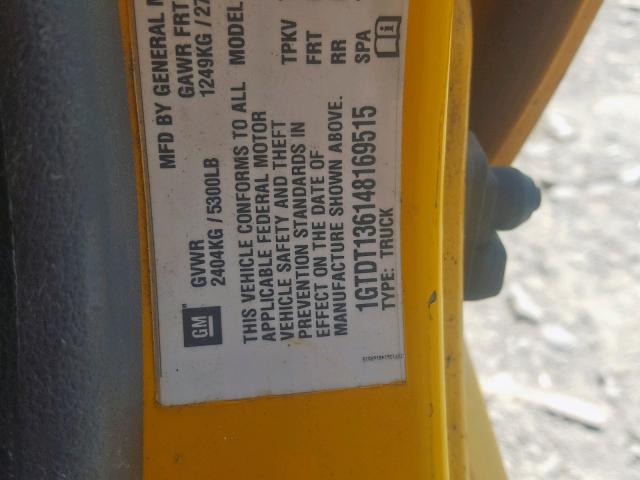 MFD BY GENERAL M
GAWR FRT
1249KG /27
MODEL
GM
GVWR
2404KG /5300LB
THIS VEHICLE CONFORMS TO ALL
APPLICABLE FEDERAL MOTOR
VEHICLE SAFETY AND THEFT
PREVENTION STANDARDS IN
EFFECT ON THE DATE OF
MANUFACTURE SHOWN ABOVE.
1GTDT136148169515
TYPE: TRUCK
TPKV
FRT
RR
SPA